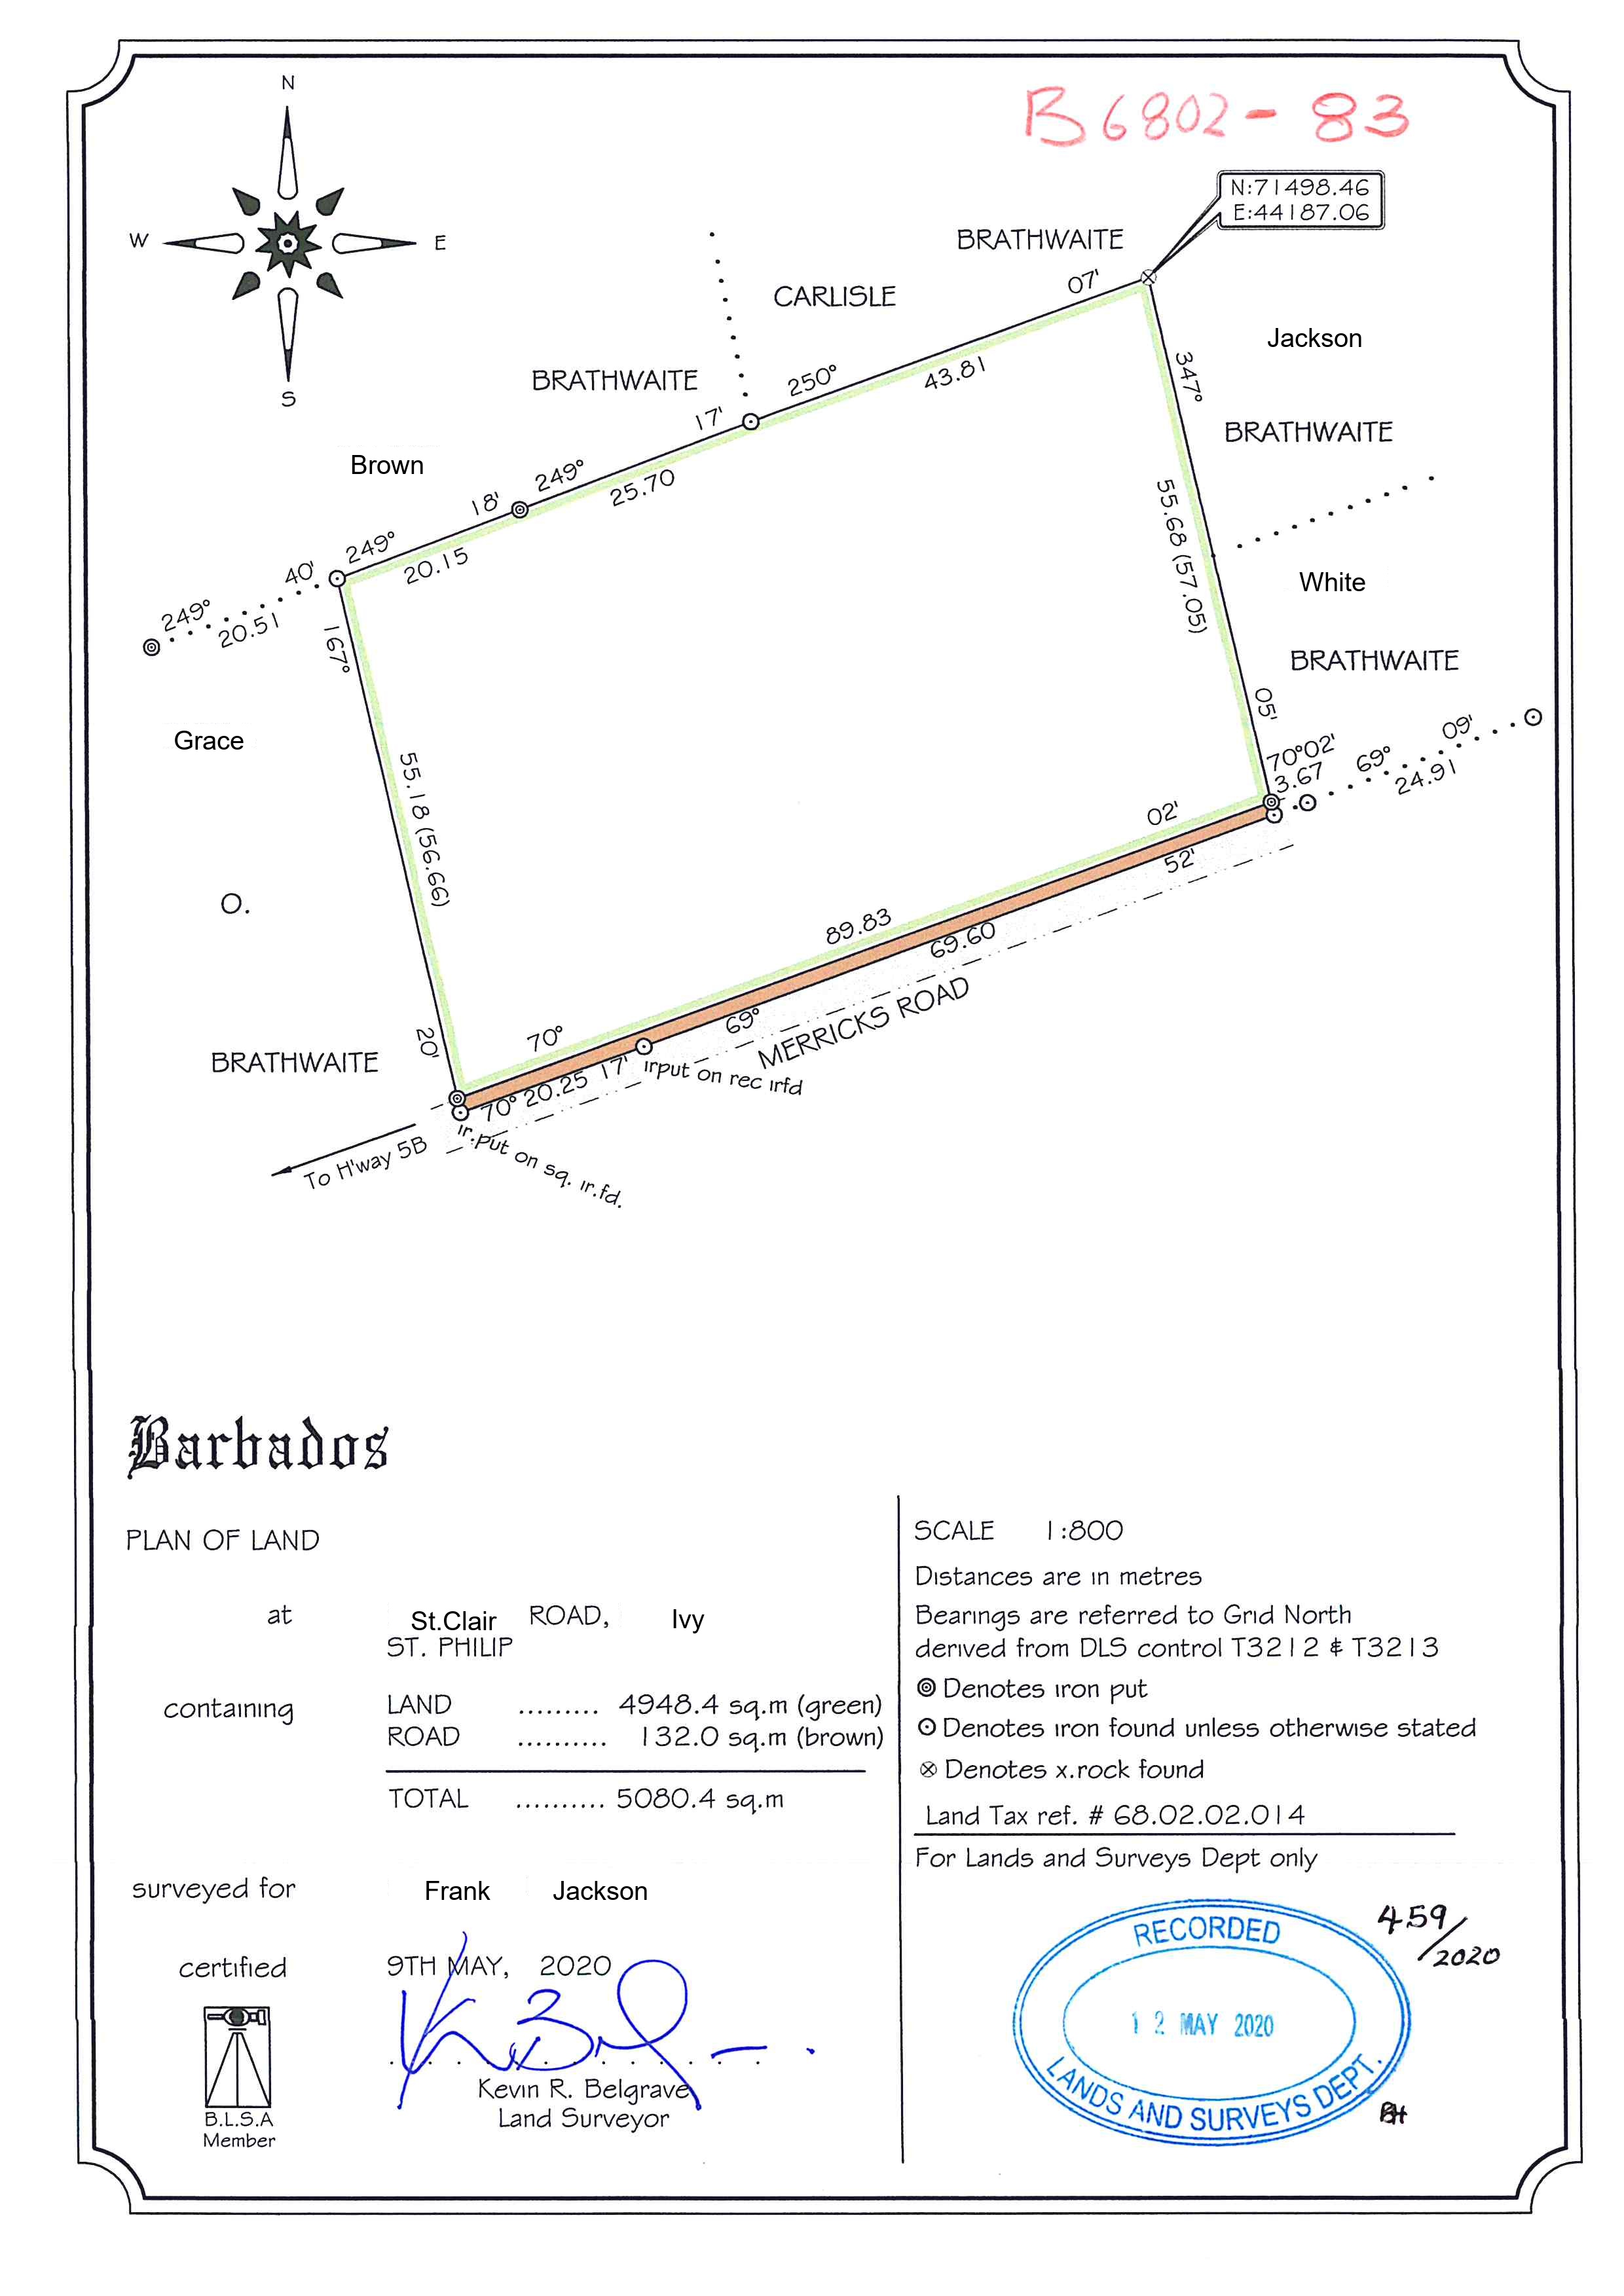 B6802-83
N
W
E
S
N:71498.46
E:44187.06
BRATHWAITE
CARLISLE
BRATHWAITE
Brown
Jackson
BRATHWAITE
White
BRATHWAITE
Grace
O.
BRATHWAITE
249° 40'
20.51
249° 18'
20.15
249° 17'
25.70
250° 07'
43.81
347° 05'
55.68 (57.05)
167° 20'
55.18 (56.66)
70°02'
3.67
69° 09'
24.91
70° 02'
89.83
69° 52'
69.60
70° 20.25 17'
irput on rec irfd
MERRICKS ROAD
ir.put on sq. ir.fd.
To H'way 5B
Barbados
PLAN OF LAND
at St.Clair ROAD, Ivy
ST. PHILIP
containing LAND ......... 4948.4 sq.m (green)
ROAD .......... 132.0 sq.m (brown)
TOTAL .......... 5080.4 sq.m
surveyed for Frank Jackson
certified 9TH MAY, 2020
Kevin R. Belgrave
Land Surveyor
B.L.S.A
Member
SCALE 1:800
Distances are in metres
Bearings are referred to Grid North
derived from DLS control T3212 & T3213
Denotes iron put
Denotes iron found unless otherwise stated
Denotes x.rock found
Land Tax ref. # 68.02.02.014
For Lands and Surveys Dept only
RECORDED
12 MAY 2020
LANDS AND SURVEYS DEPT.
459/2020